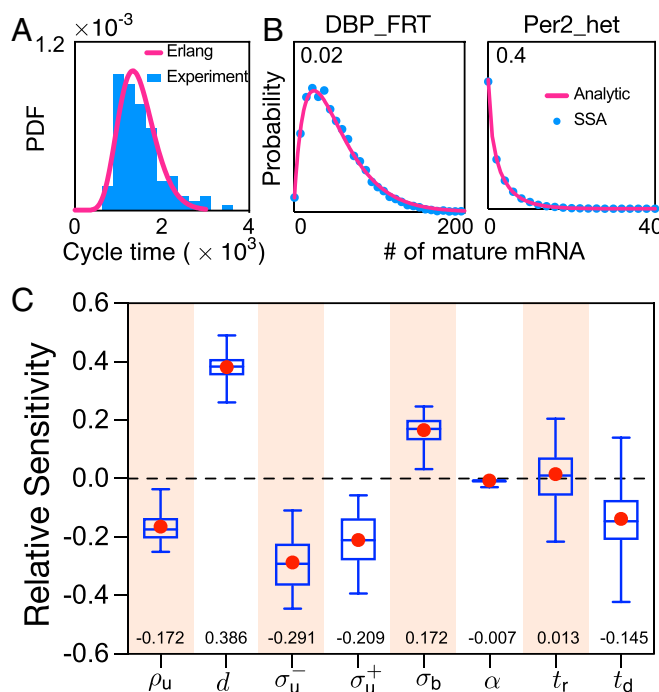 A
×10⁻³
1.2
Erlang
Experiment
PDF
0
2
4
Cycle time ( × 10³)
B
DBP_FRT
Per2_het
0.02
0.4
Analytic
SSA
Probability
0
200
0
40
# of mature mRNA
C
Relative Sensitivity
0.6
0.4
0.2
0.0
-0.2
-0.4
-0.6
-0.172 0.386 -0.291 -0.209 0.172 -0.007 0.013 -0.145
ρu d σu⁻ σu⁺ σb α tr td